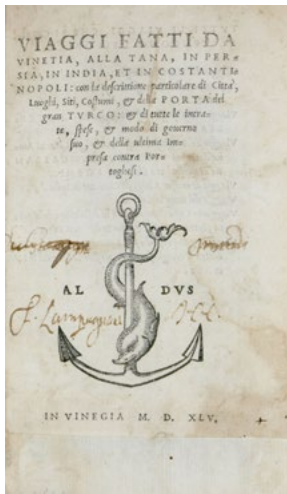 VIAGGI FATTI DA
VINETIA, ALLA TANA, IN PER-
SIA, IN INDIA, ET IN COSTANTI-
NOPOLI: con la descrittione particolare di Città,
Luoghi, Siti, Costumi, & della PORTA del
gran TVRCO: & di tutte le intra-
te, spese, & modo di gouerno
suo, & della ultima Im-
presa contra Por-
toghesi.
AL DVS
IN VINEGIA M. D. XLV.